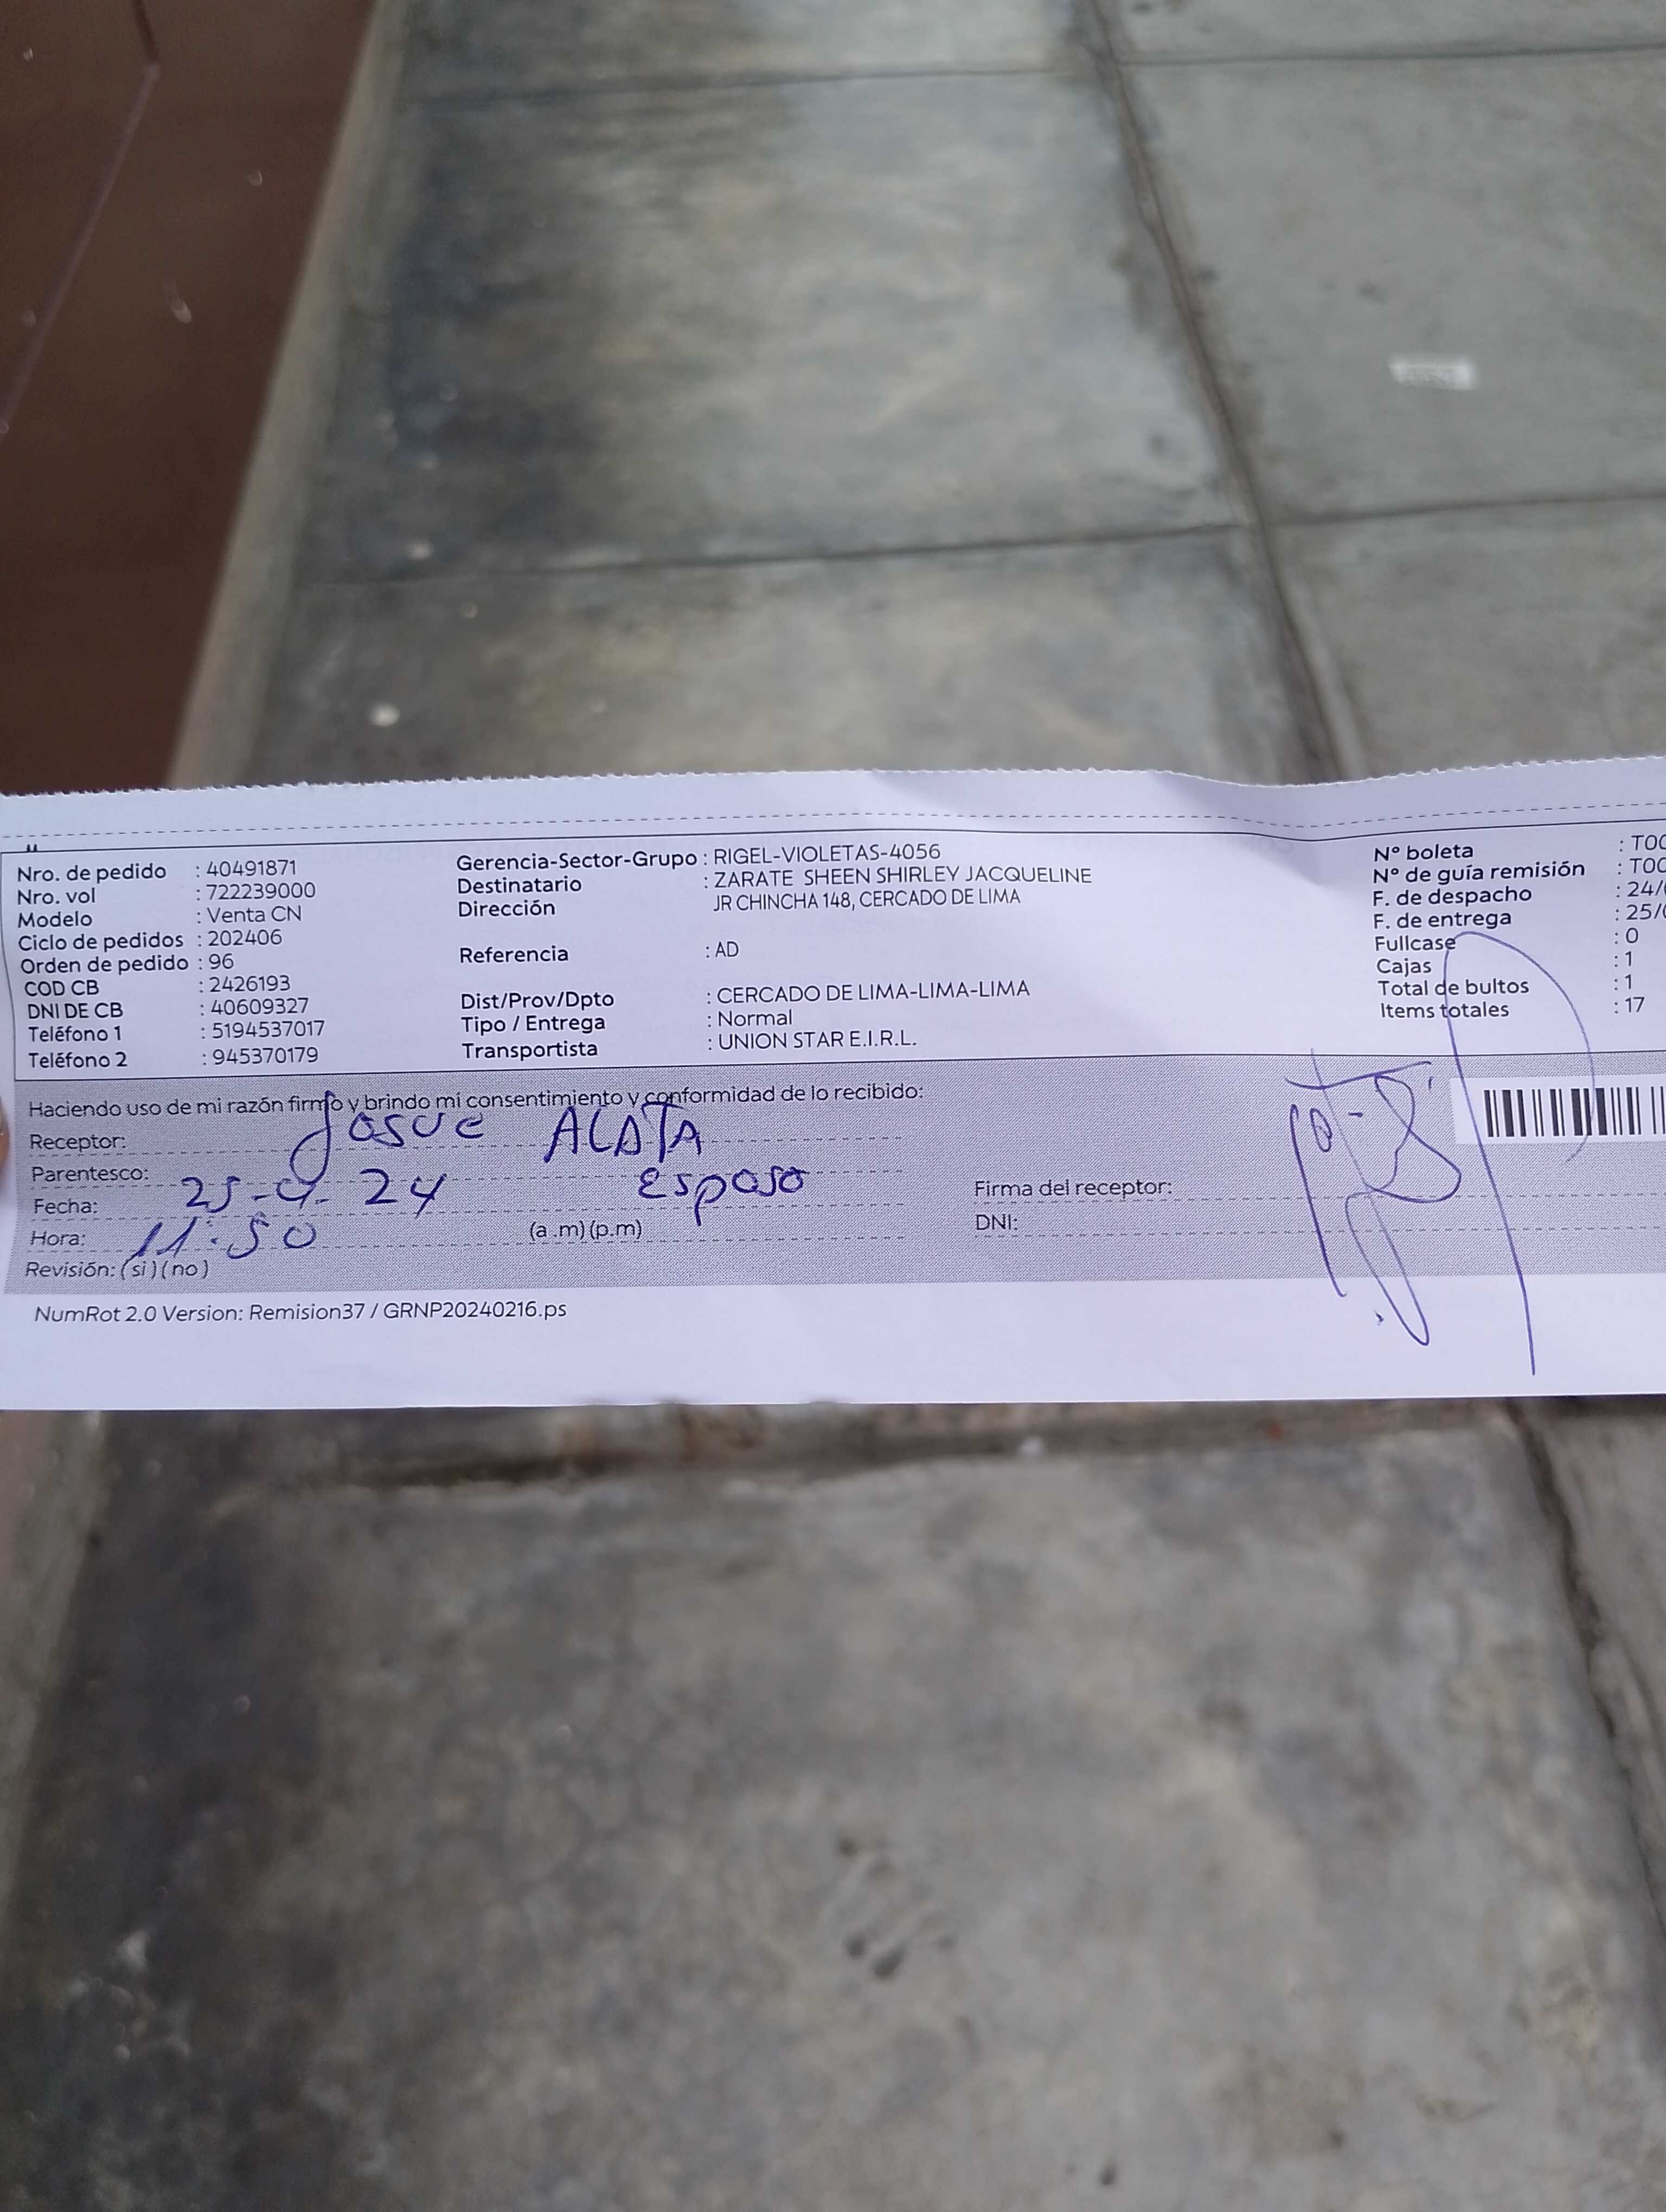 Nro. de pedido : 40491871
Nro. vol : 722239000
Modelo : Venta CN
Ciclo de pedidos : 202406
Orden de pedido : 96
COD CB : 2426193
DNI DE CB : 40609327
Teléfono 1 : 5194537017
Teléfono 2 : 945370179
Gerencia-Sector-Grupo : RIGEL-VIOLETAS-4056
Destinatario : ZARATE SHEEN SHIRLEY JACQUELINE
Dirección JR CHINCHA 148, CERCADO DE LIMA
Referencia : AD
Dist/Prov/Dpto : CERCADO DE LIMA-LIMA-LIMA
Tipo / Entrega : Normal
Transportista : UNION STAR E.I.R.L.
N° boleta : T00
N° de guía remisión : T00
F. de despacho : 24/
F. de entrega : 25/
Fullcase : 0
Cajas : 1
Total de bultos : 1
Items totales : 17
Haciendo uso de mi razón firmo y brindo mi consentimiento y conformidad de lo recibido:
Receptor: Josue ALATA
Parentesco: Esposo
Fecha: 25-4-24
Hora: 11:50 (a.m) (p.m)
Revisión: (si) (no)
Firma del receptor:
DNI:
NumRot 2.0 Version: Remision37 / GRNP20240216.ps